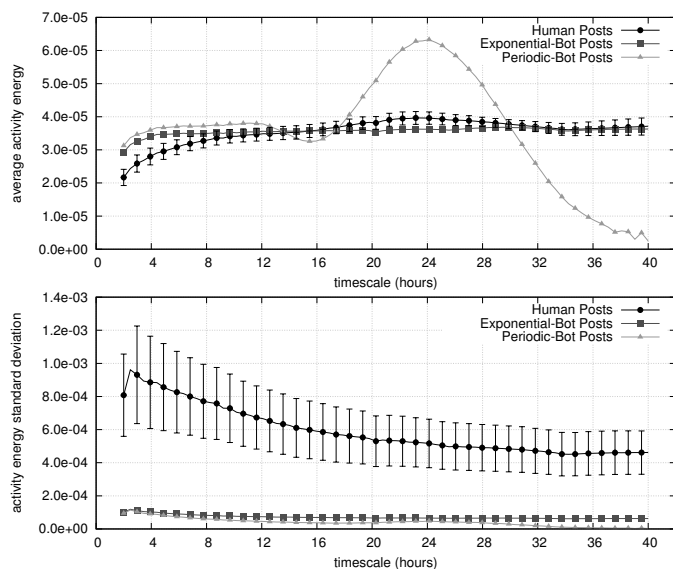 7.0e-05
6.0e-05
5.0e-05
4.0e-05
3.0e-05
2.0e-05
1.0e-05
0.0e+00
average activity energy
Human Posts
Exponential-Bot Posts
Periodic-Bot Posts
0 4 8 12 16 20 24 28 32 36 40
timescale (hours)
1.4e-03
1.2e-03
1.0e-03
8.0e-04
6.0e-04
4.0e-04
2.0e-04
0.0e+00
activity energy standard deviation
Human Posts
Exponential-Bot Posts
Periodic-Bot Posts
0 4 8 12 16 20 24 28 32 36 40
timescale (hours)